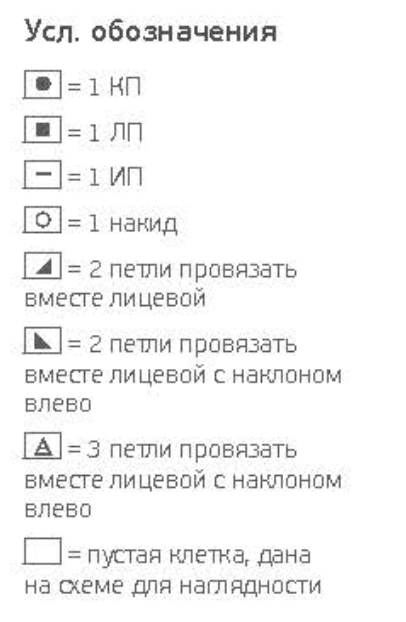 Усл. обозначения
= 1 КП
= 1 ЛП
= 1 ИП
= 1 накид
= 2 петли провязать
вместе лицевой
= 2 петли провязать
вместе лицевой с наклоном
влево
= 3 петли провязать
вместе лицевой с наклоном
влево
= пустая клетка, дана
на схеме для наглядности